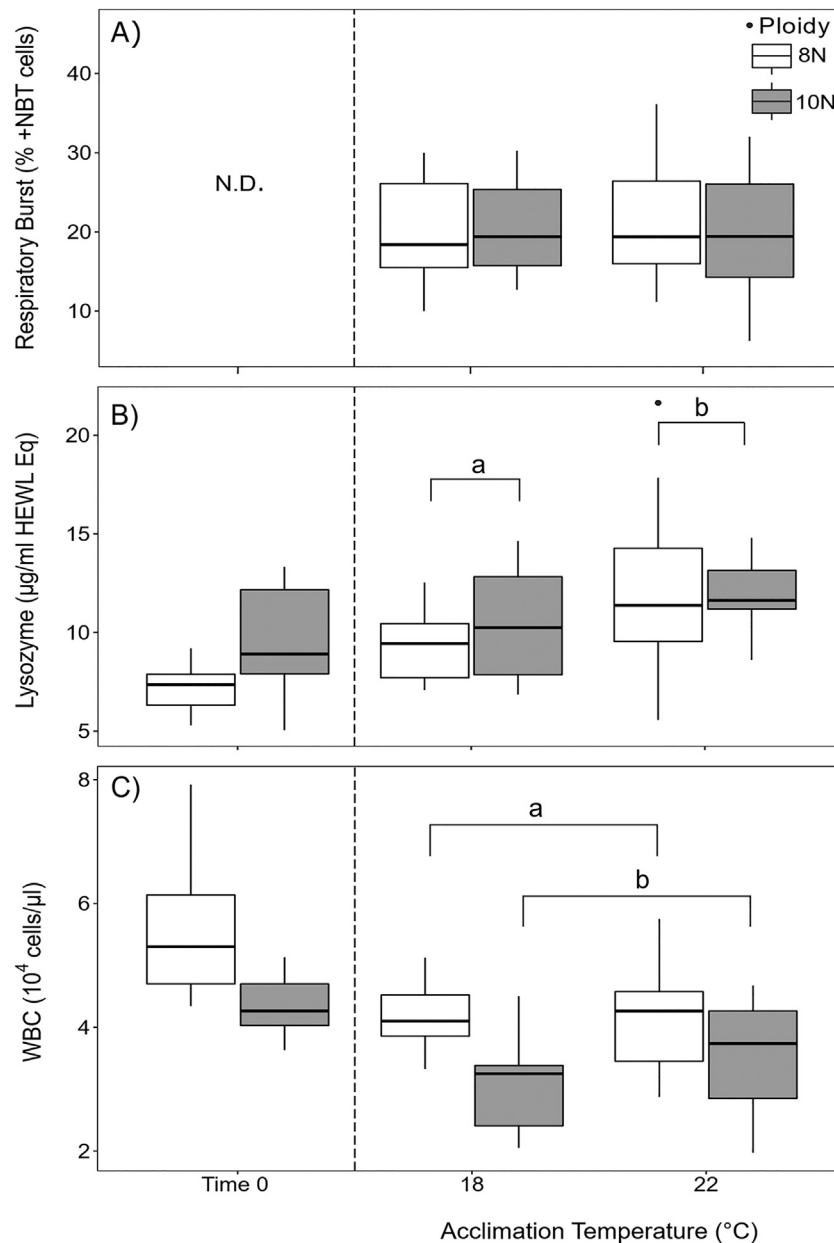 A)
• Ploidy
8N
10N
Respiratory Burst (% +NBT cells)
40
30
20
10
N.D.
B)
Lysozyme (µg/ml HEWL Eq)
20
15
10
5
a
b
C)
WBC (10⁴ cells/µl)
8
6
4
2
a
b
Time 0
18
22
Acclimation Temperature (°C)